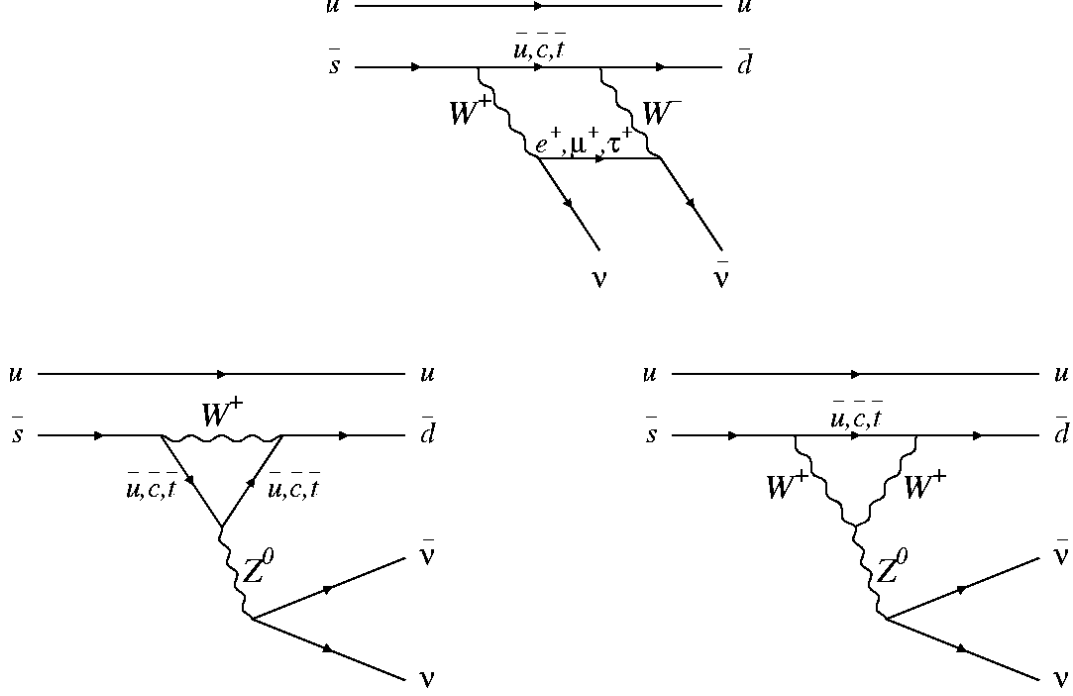 u u
s̅ u̅,c̅,t̅ d̅
W⁺ W⁻
e⁺,μ⁺,τ⁺
ν ν̅
u u
s̅ W⁺ d̅
u̅,c̅,t̅ u̅,c̅,t̅
Z⁰
ν̅
ν
u u
s̅ u̅,c̅,t̅ d̅
W⁺ W⁺
Z⁰
ν̅
ν